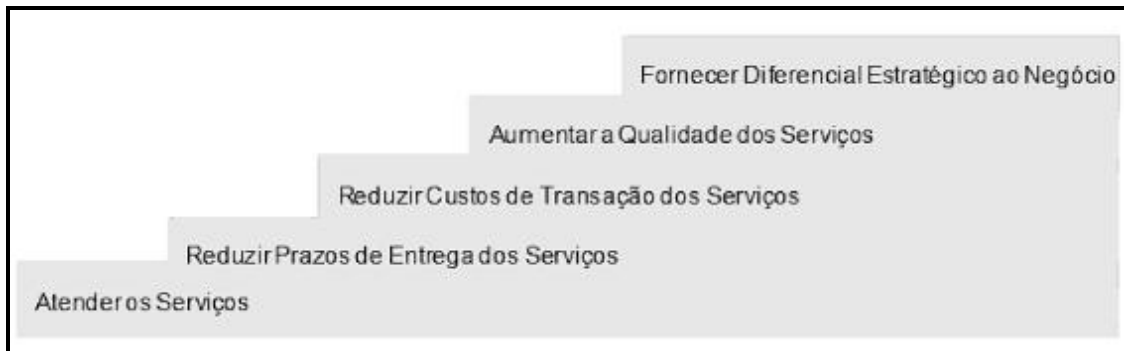 Fornecer Diferencial Estratégico ao Negócio
Aumentar a Qualidade dos Serviços
Reduzir Custos de Transação dos Serviços
Reduzir Prazos de Entrega dos Serviços
Atender os Serviços